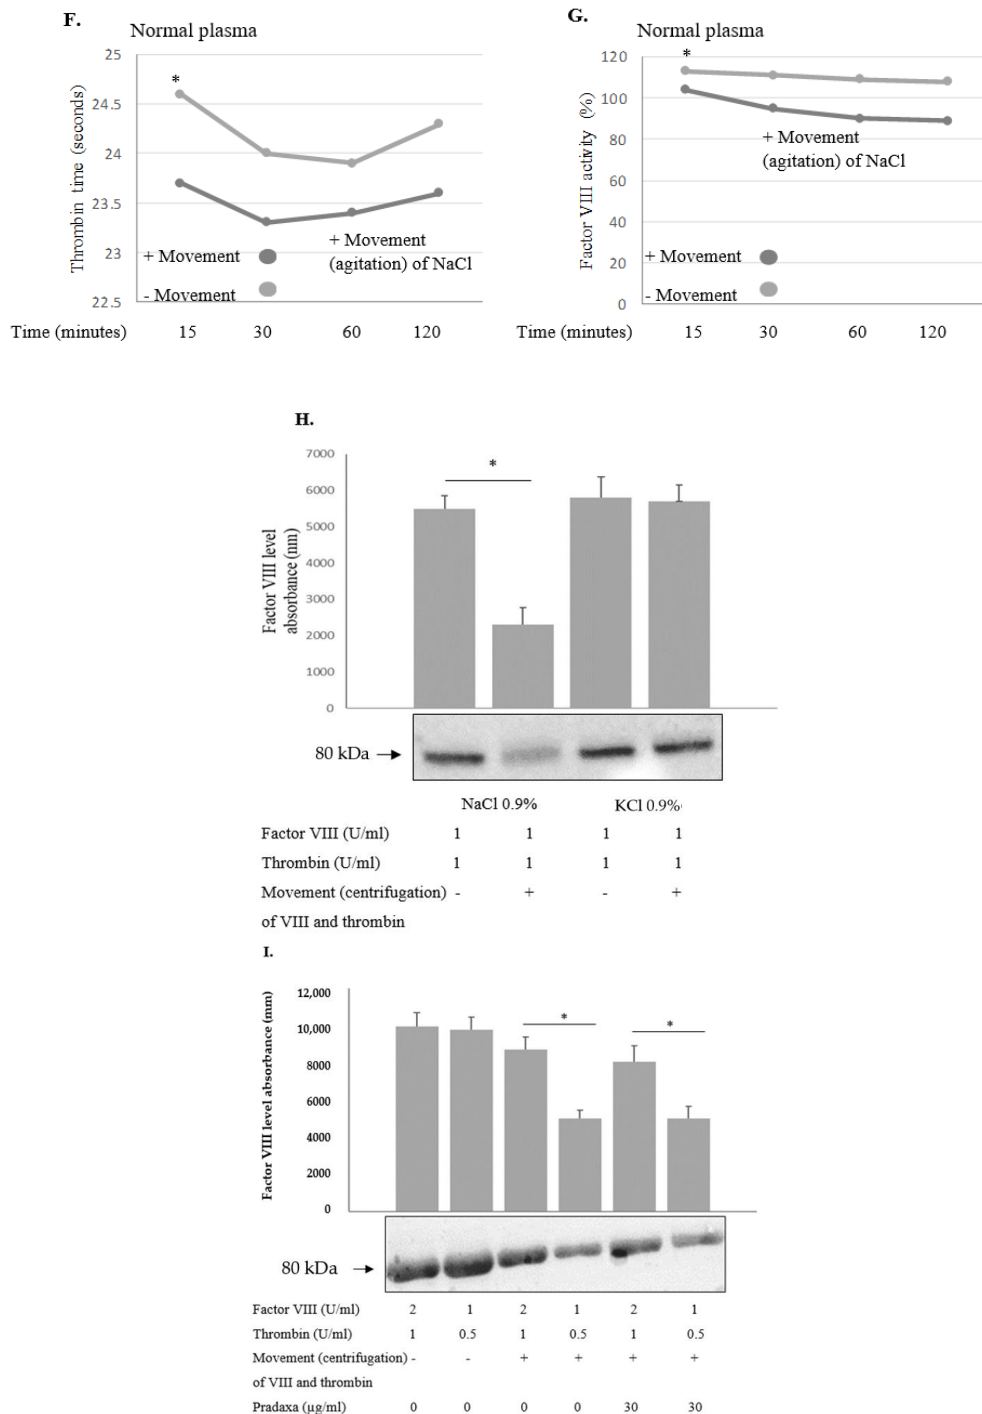 F.
Normal plasma
25
24.5
24
23.5
23
22.5
Thrombin time (seconds)
*
+ Movement
- Movement
+ Movement
(agitation) of NaCl
Time (minutes) 15 30 60 120
G.
Normal plasma
120
100
80
60
40
20
0
Factor VIII activity (%)
*
+ Movement
(agitation) of NaCl
+ Movement
- Movement
Time (minutes) 15 30 60 120
H.
7000
6000
5000
4000
3000
2000
1000
0
Factor VIII level
absorbance (nm)
*
80 kDa
NaCl 0.9% KCl 0.9%
Factor VIII (U/ml) 1 1 1 1
Thrombin (U/ml) 1 1 1 1
Movement (centrifugation) - + - +
of VIII and thrombin
I.
12,000
10,000
8000
6000
4000
2000
0
Factor VIII level absorbance (mm)
* *
80 kDa
Factor VIII (U/ml) 2 1 2 1 2 1
Thrombin (U/ml) 1 0.5 1 0.5 1 0.5
Movement (centrifugation) - - + + + +
of VIII and thrombin
Pradaxa (µg/ml) 0 0 0 0 30 30